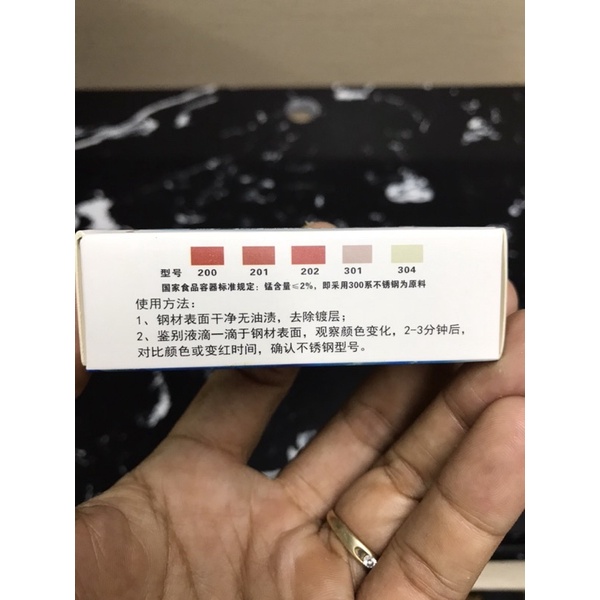 型号 200 201 202 301 304
国家食品容器标准规定：锰含量≤2%，即采用300系不锈钢为原料
使用方法：
1、钢材表面干净无油渍，去除镀层；
2、鉴别液滴一滴于钢材表面，观察颜色变化，2-3分钟后，
对比颜色或变红时间，确认不锈钢型号。